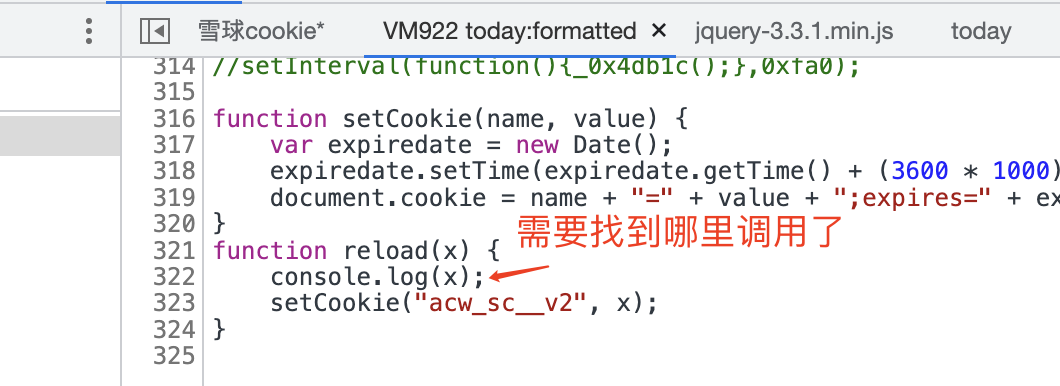 雪球cookie* VM922 today:formatted × jquery-3.3.1.min.js today
314 //setInterval(function(){_0x4db1c();},0xfa0);
315
316 function setCookie(name, value) {
317 var expiredate = new Date();
318 expiredate.setTime(expiredate.getTime() + (3600 * 1000)
319 document.cookie = name + "=" + value + ";expires=" + ex
320 }
需要找到哪里调用了
321 function reload(x) {
322 console.log(x);
323 setCookie("acw_sc__v2", x);
324 }
325